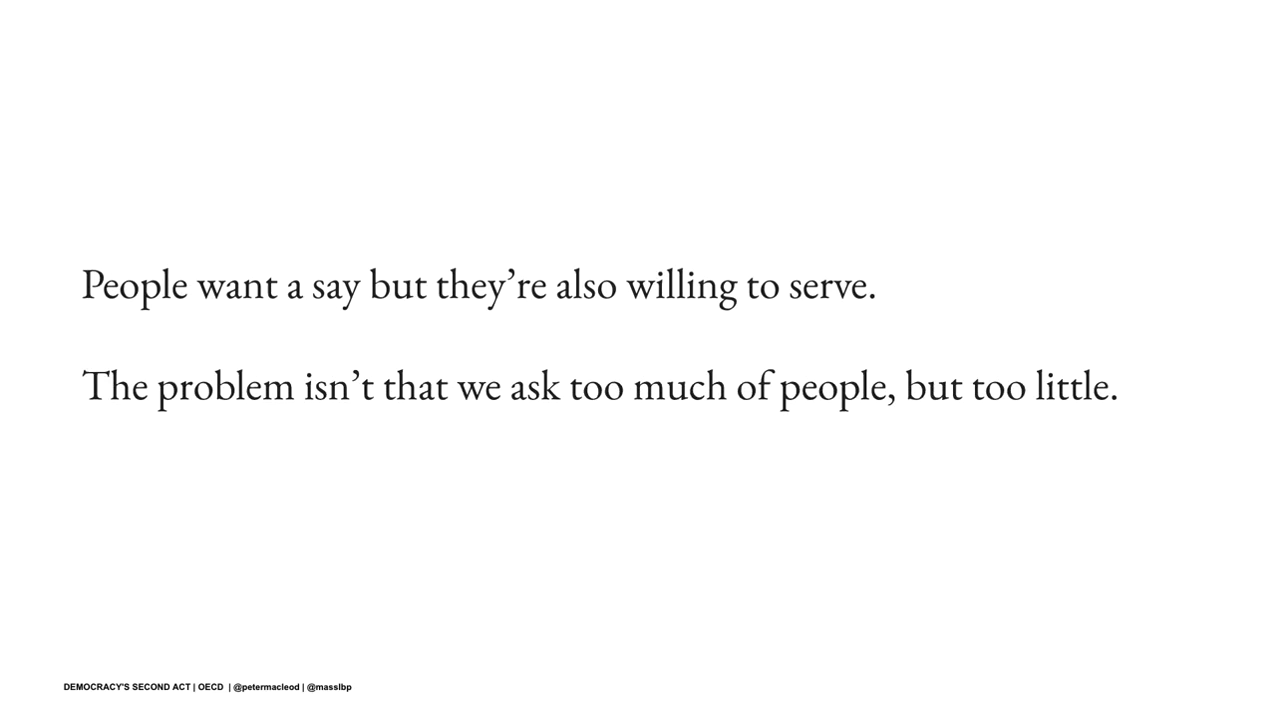 People want a say but they’re also willing to serve.
The problem isn’t that we ask too much of people, but too little.
DEMOCRACY'S SECOND ACT | OECD | @petermacleod | @masslbp